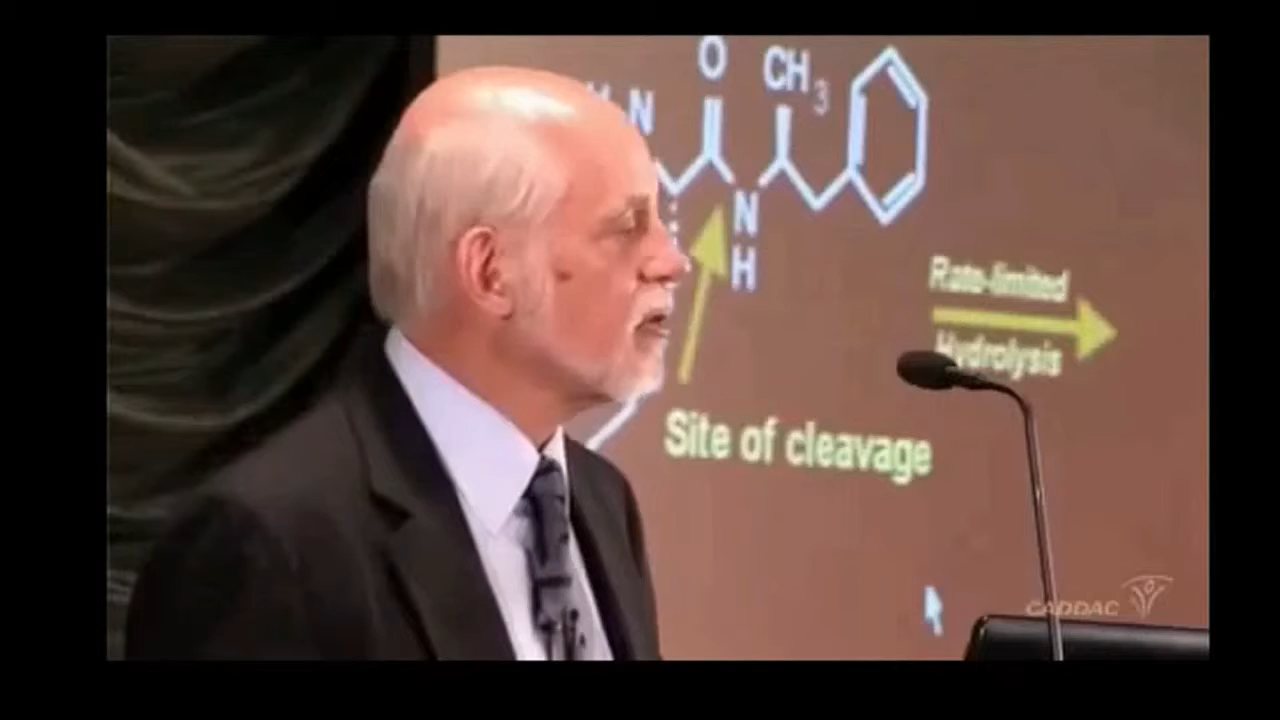 O
CH3
H N
N
H
Rate-limited
Hydrolysis
Site of cleavage
CADDAC